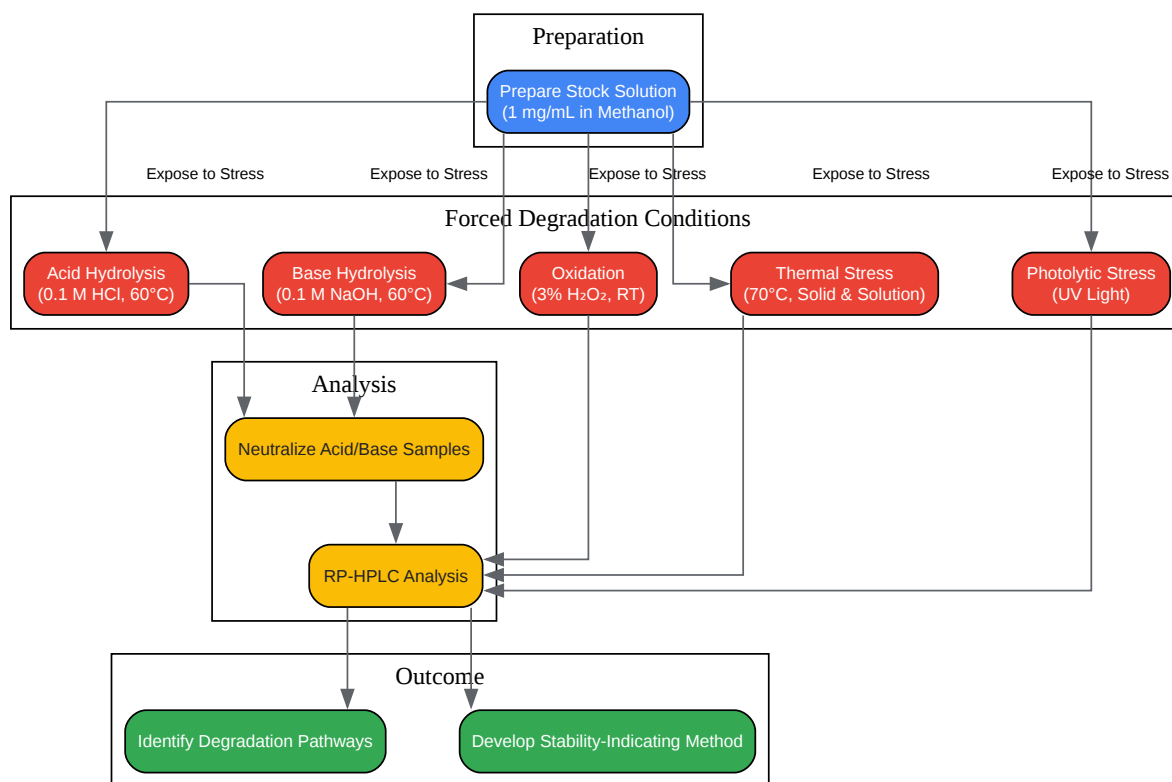 Preparation
Prepare Stock Solution
(1 mg/mL in Methanol)
Expose to Stress
Expose to Stress
Expose to Stress
Expose to Stress
Expose to Stress
Forced Degradation Conditions
Acid Hydrolysis
(0.1 M HCl, 60°C)
Base Hydrolysis
(0.1 M NaOH, 60°C)
Oxidation
(3% H₂O₂, RT)
Thermal Stress
(70°C, Solid & Solution)
Photolytic Stress
(UV Light)
Analysis
Neutralize Acid/Base Samples
RP-HPLC Analysis
Outcome
Identify Degradation Pathways
Develop Stability-Indicating Method